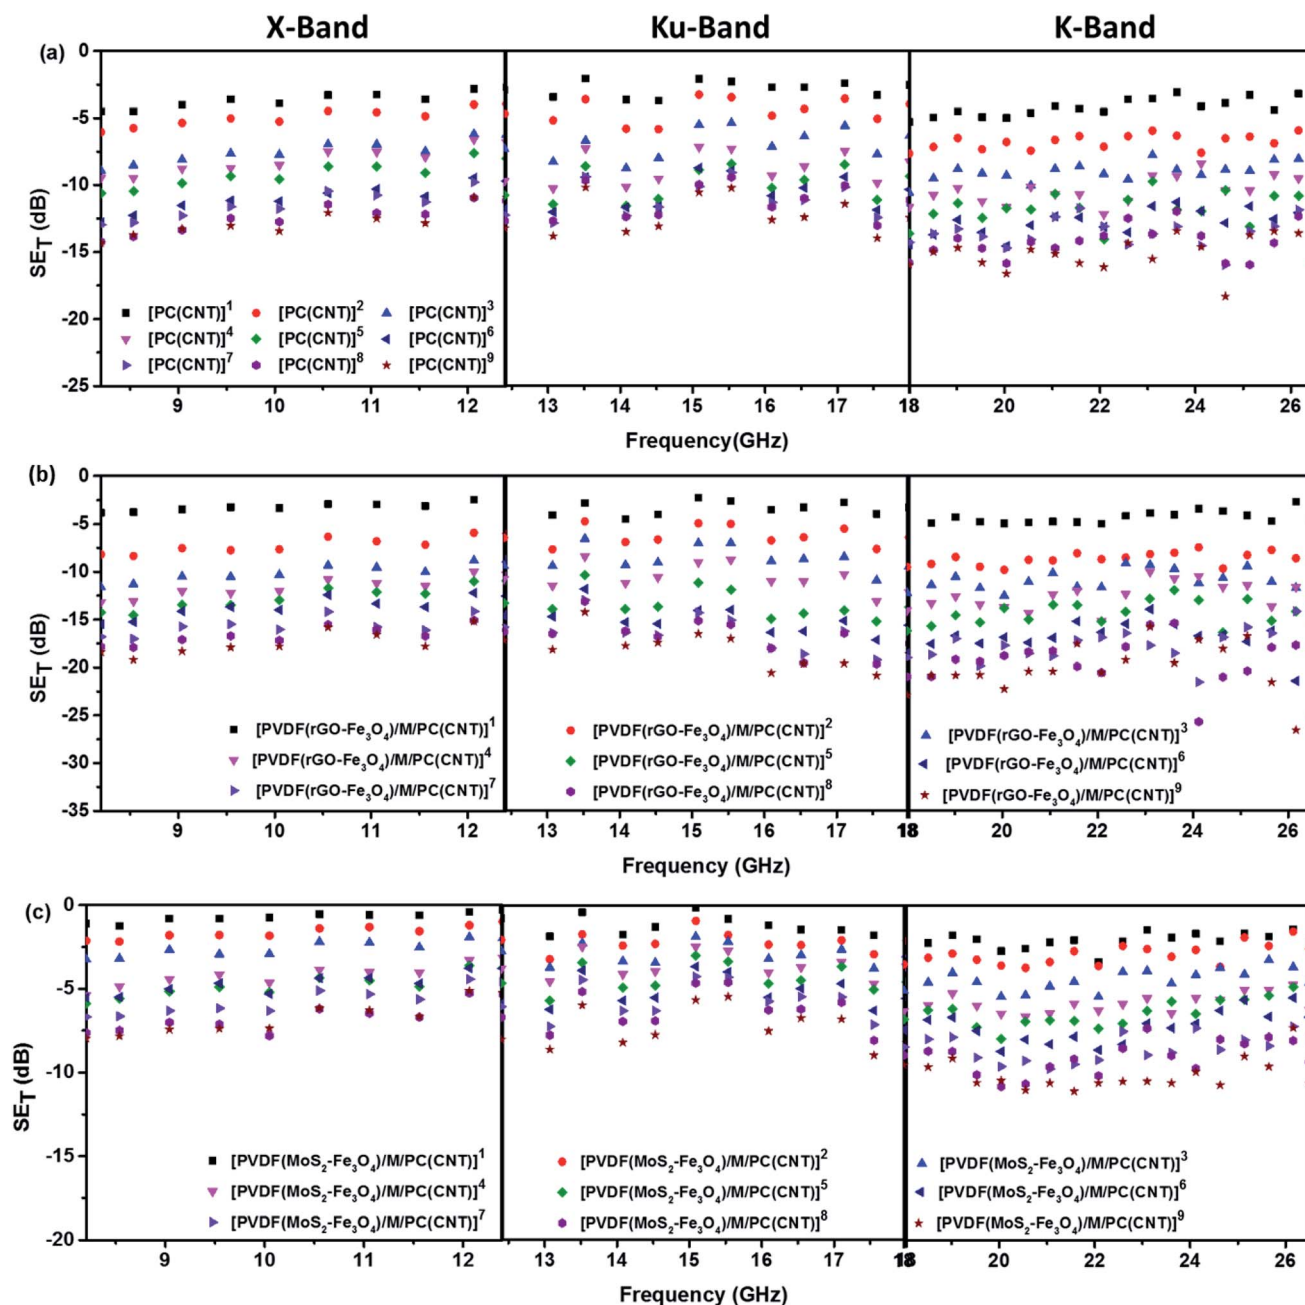 X-Band Ku-Band K-Band
(a)
0
-5
-10
-15
-20
-25
SE_T (dB)
[PC(CNT)]^1 [PC(CNT)]^2 [PC(CNT)]^3
[PC(CNT)]^4 [PC(CNT)]^5 [PC(CNT)]^6
[PC(CNT)]^7 [PC(CNT)]^8 [PC(CNT)]^9
9 10 11 12 13 14 15 16 17 18 20 22 24 26
Frequency(GHz)
(b)
0
-5
-10
-15
-20
-25
-30
-35
SE_T (dB)
[PVDF(rGO-Fe₃O₄)/M/PC(CNT)]^1 [PVDF(rGO-Fe₃O₄)/M/PC(CNT)]^2 [PVDF(rGO-Fe₃O₄)/M/PC(CNT)]^3
[PVDF(rGO-Fe₃O₄)/M/PC(CNT)]^4 [PVDF(rGO-Fe₃O₄)/M/PC(CNT)]^5 [PVDF(rGO-Fe₃O₄)/M/PC(CNT)]^6
[PVDF(rGO-Fe₃O₄)/M/PC(CNT)]^7 [PVDF(rGO-Fe₃O₄)/M/PC(CNT)]^8 [PVDF(rGO-Fe₃O₄)/M/PC(CNT)]^9
9 10 11 12 13 14 15 16 17 18 20 22 24 26
Frequency (GHz)
(c)
0
-5
-10
-15
-20
SE_T (dB)
[PVDF(MoS₂-Fe₃O₄)/M/PC(CNT)]^1 [PVDF(MoS₂-Fe₃O₄)/M/PC(CNT)]^2 [PVDF(MoS₂-Fe₃O₄)/M/PC(CNT)]^3
[PVDF(MoS₂-Fe₃O₄)/M/PC(CNT)]^4 [PVDF(MoS₂-Fe₃O₄)/M/PC(CNT)]^5 [PVDF(MoS₂-Fe₃O₄)/M/PC(CNT)]^6
[PVDF(MoS₂-Fe₃O₄)/M/PC(CNT)]^7 [PVDF(MoS₂-Fe₃O₄)/M/PC(CNT)]^8 [PVDF(MoS₂-Fe₃O₄)/M/PC(CNT)]^9
9 10 11 12 13 14 15 16 17 18 20 22 24 26
Frequency (GHz)